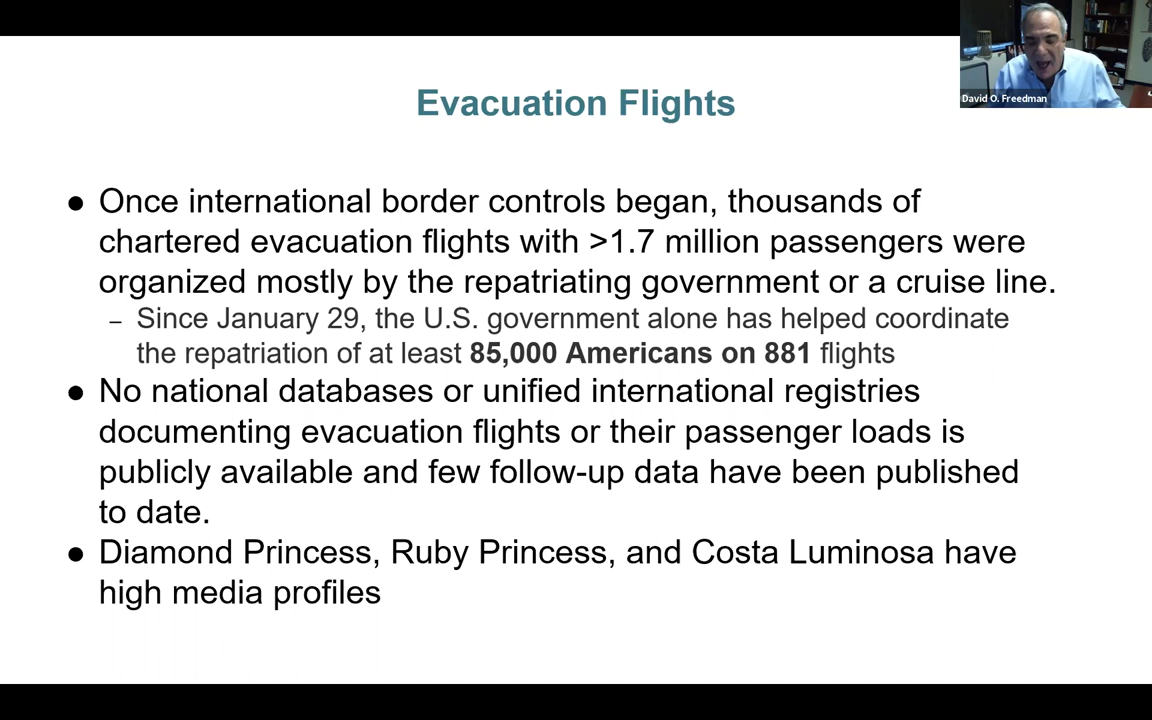 David O. Freedman
Evacuation Flights
● Once international border controls began, thousands of
chartered evacuation flights with >1.7 million passengers were
organized mostly by the repatriating government or a cruise line.
– Since January 29, the U.S. government alone has helped coordinate
the repatriation of at least 85,000 Americans on 881 flights
● No national databases or unified international registries
documenting evacuation flights or their passenger loads is
publicly available and few follow-up data have been published
to date.
● Diamond Princess, Ruby Princess, and Costa Luminosa have
high media profiles